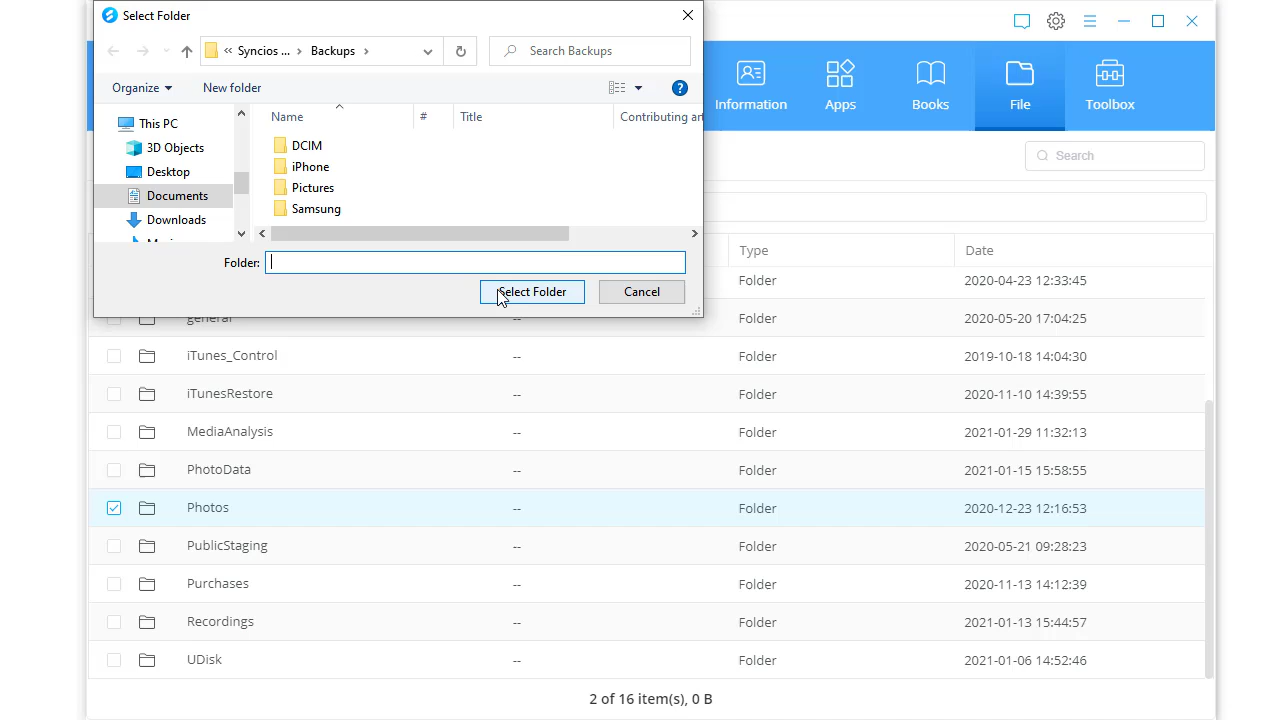 Select Folder
« Syncios ... › Backups ›
Search Backups
Organize
New folder
This PC
3D Objects
Desktop
Documents
Downloads
Name
#
Title
Contributing
DCIM
iPhone
Pictures
Samsung
Folder:
Select Folder
Cancel
Information
Apps
Books
File
Toolbox
Search
Type
Date
Folder 2020-04-23 12:33:45
general -- Folder 2020-05-20 17:04:25
iTunes_Control -- Folder 2019-10-18 14:04:30
iTunesRestore -- Folder 2020-11-10 14:39:55
MediaAnalysis -- Folder 2021-01-29 11:32:13
PhotoData -- Folder 2021-01-15 15:58:55
Photos -- Folder 2020-12-23 12:16:53
PublicStaging -- Folder 2020-05-21 09:28:23
Purchases -- Folder 2020-11-13 14:12:39
Recordings -- Folder 2021-01-13 15:44:57
UDisk -- Folder 2021-01-06 14:52:46
2 of 16 item(s), 0 B